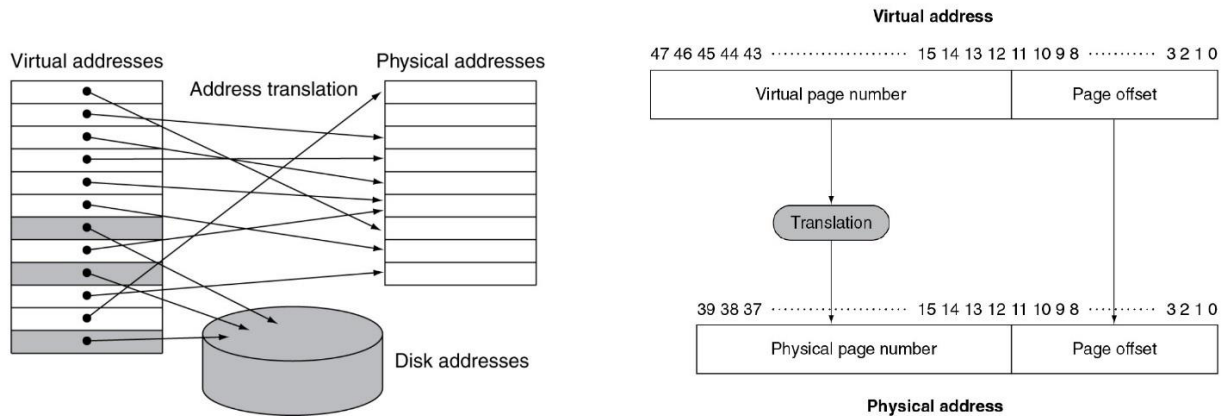 Virtual addresses
Address translation
Physical addresses
Disk addresses
Virtual address
47 46 45 44 43 ···················· 15 14 13 12 11 10 9 8 ·········· 3 2 1 0
Virtual page number Page offset
Translation
39 38 37 ···················· 15 14 13 12 11 10 9 8 ·········· 3 2 1 0
Physical page number Page offset
Physical address